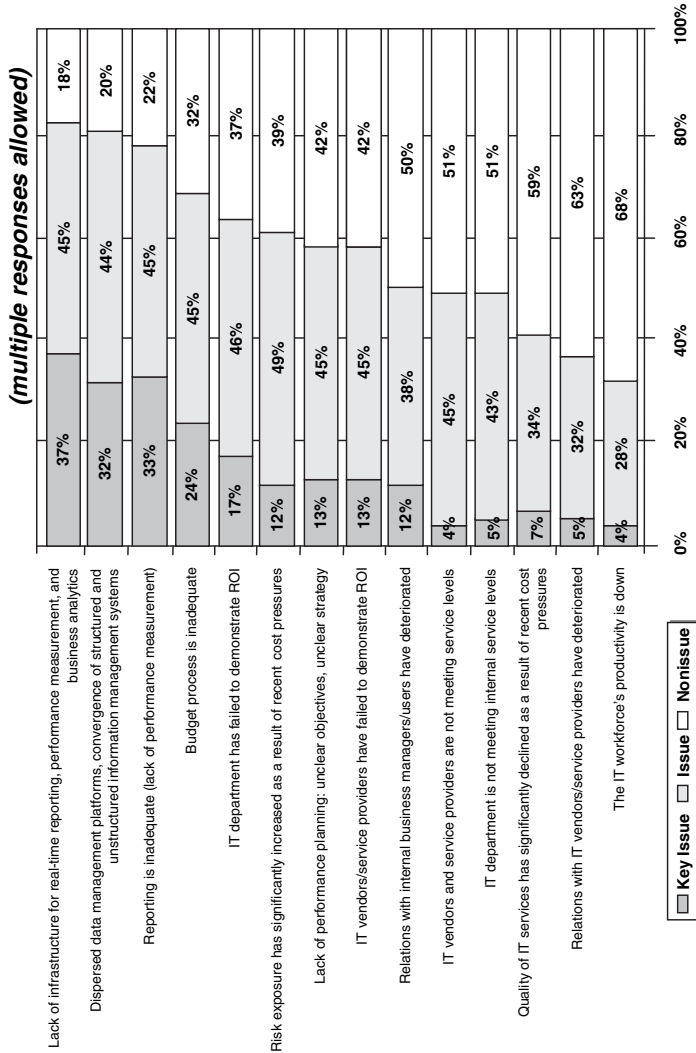 (multiple responses allowed)
Lack of infrastructure for real-time reporting, performance measurement, and
business analytics
37%
45%
18%
Dispersed data management platforms, convergence of structured and
unstructured information management systems
32%
44%
20%
Reporting is inadequate (lack of performance measurement)
33%
45%
22%
Budget process is inadequate
24%
45%
32%
IT department has failed to demonstrate ROI
17%
46%
37%
Risk exposure has significantly increased as a result of recent cost pressures
12%
49%
39%
Lack of performance planning: unclear objectives, unclear strategy
13%
45%
42%
IT vendors/service providers have failed to demonstrate ROI
13%
45%
42%
Relations with internal business managers/users have deteriorated
12%
38%
50%
IT vendors and service providers are not meeting service levels
4%
45%
51%
IT department is not meeting internal service levels
5%
43%
51%
Quality of IT services has significantly declined as a result of recent cost
pressures
7%
34%
59%
Relations with IT vendors/service providers have deteriorated
5%
32%
63%
The IT workforce's productivity is down
4%
28%
68%
0% 20% 40% 60% 80% 100%
Key Issue Issue Nonissue